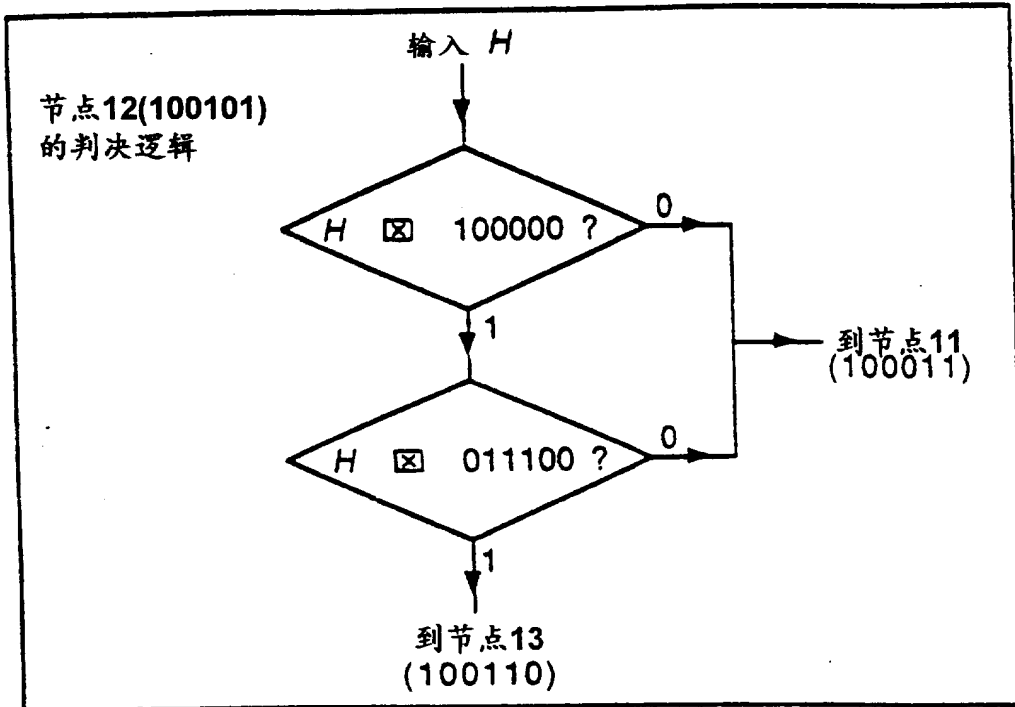 输入 H
节点12(100101)
的判决逻辑
H ☒ 100000 ?
0
1
到节点11
(100011)
H ☒ 011100 ?
0
1
到节点13
(100110)